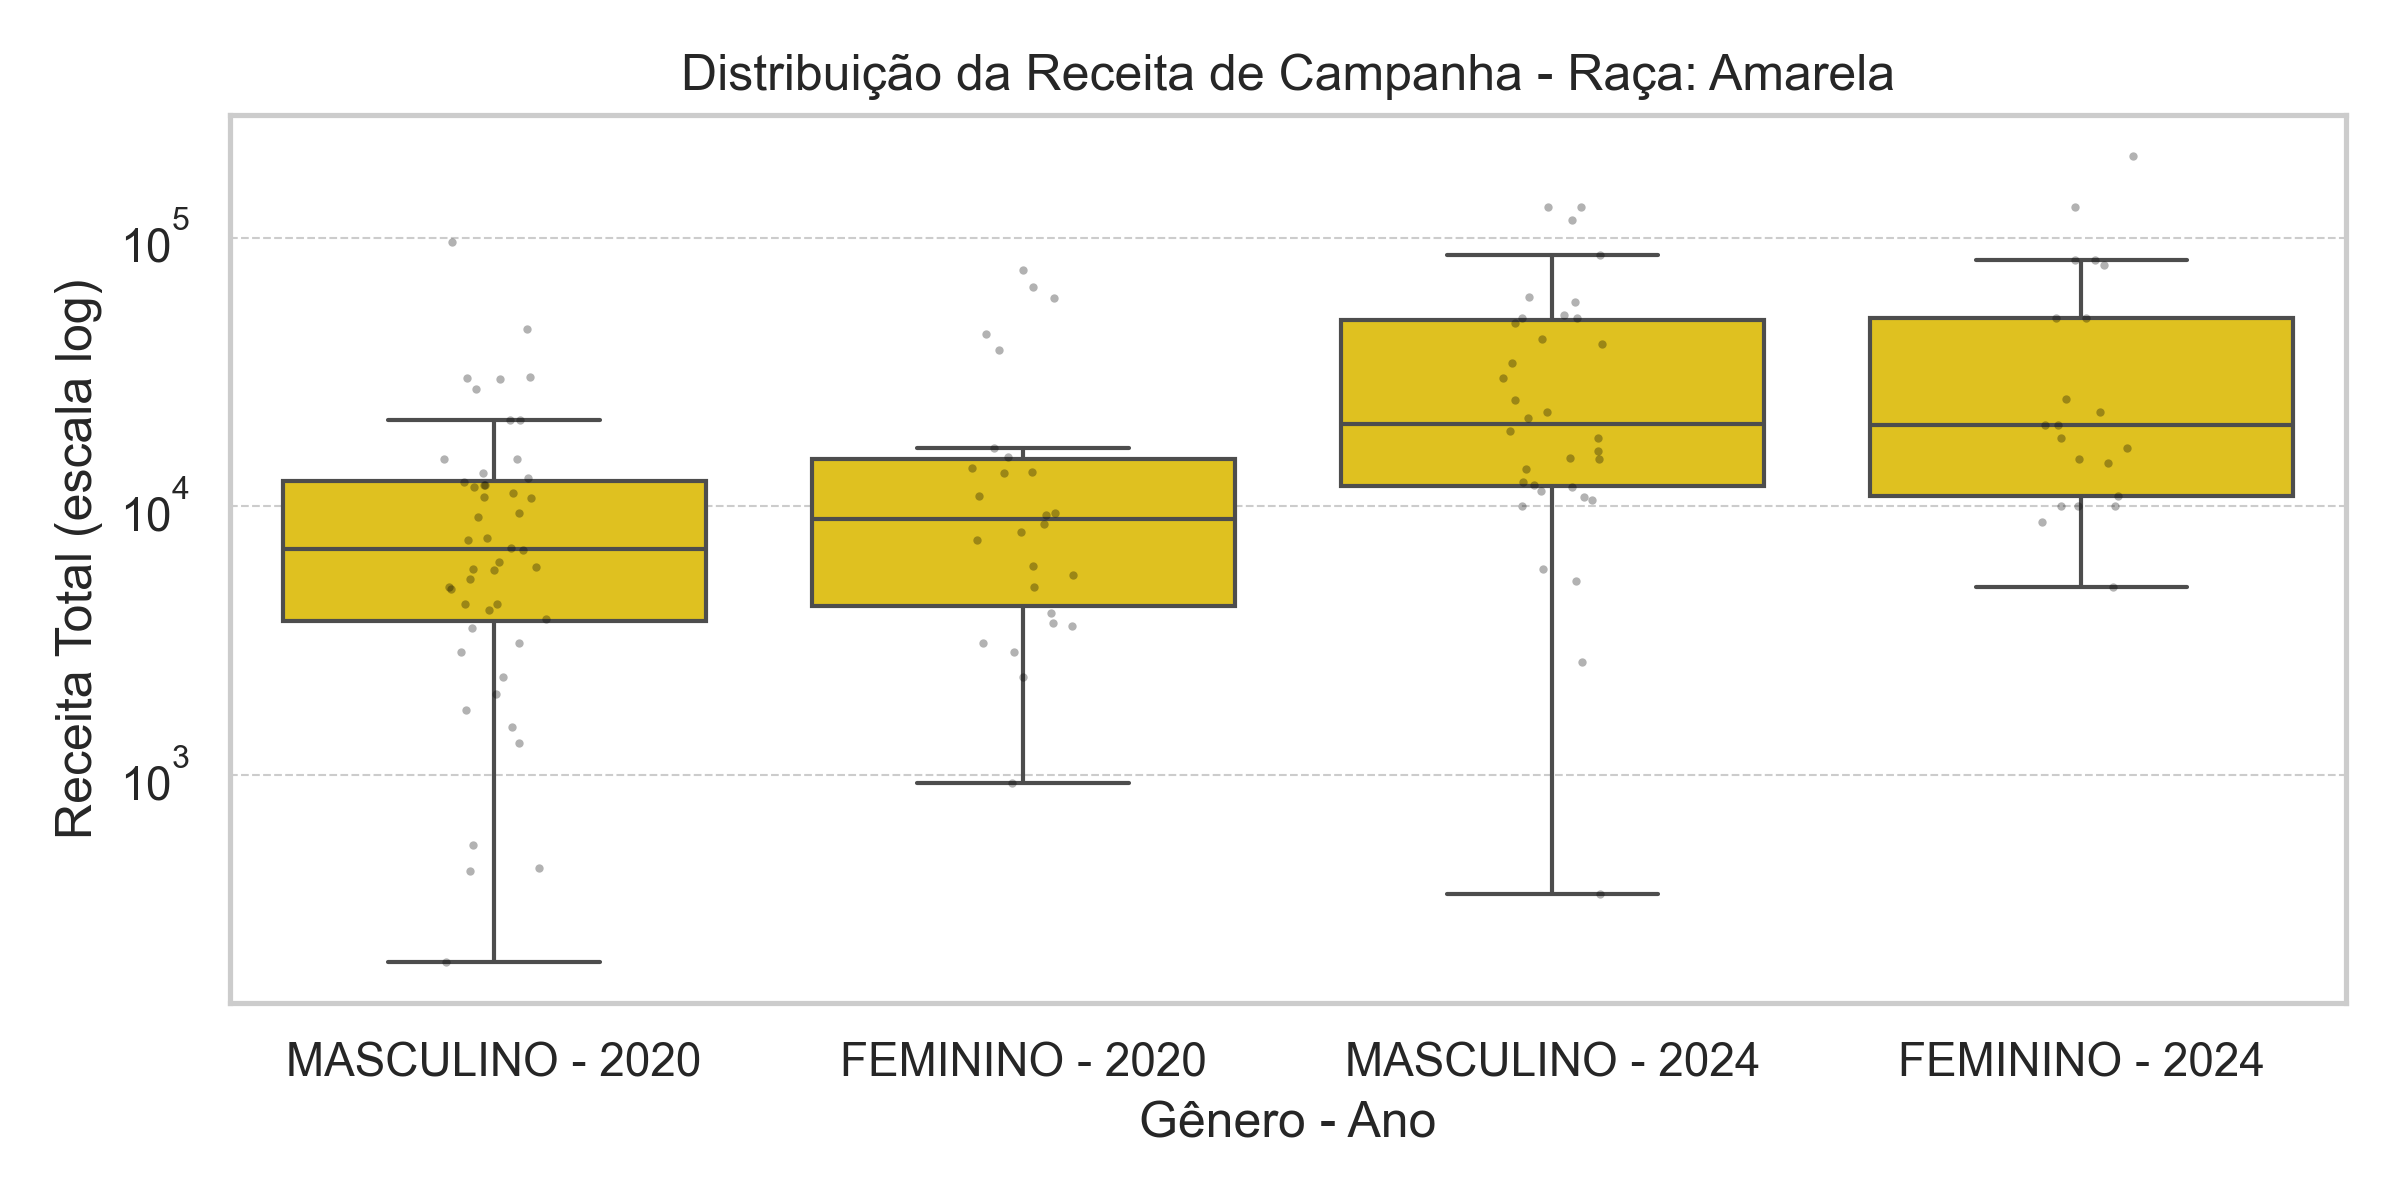 Distribuição da Receita de Campanha - Raça: Amarela
Receita Total (escala log)
10^5
10^4
10^3
MASCULINO - 2020
FEMININO - 2020
MASCULINO - 2024
FEMININO - 2024
Gênero - Ano